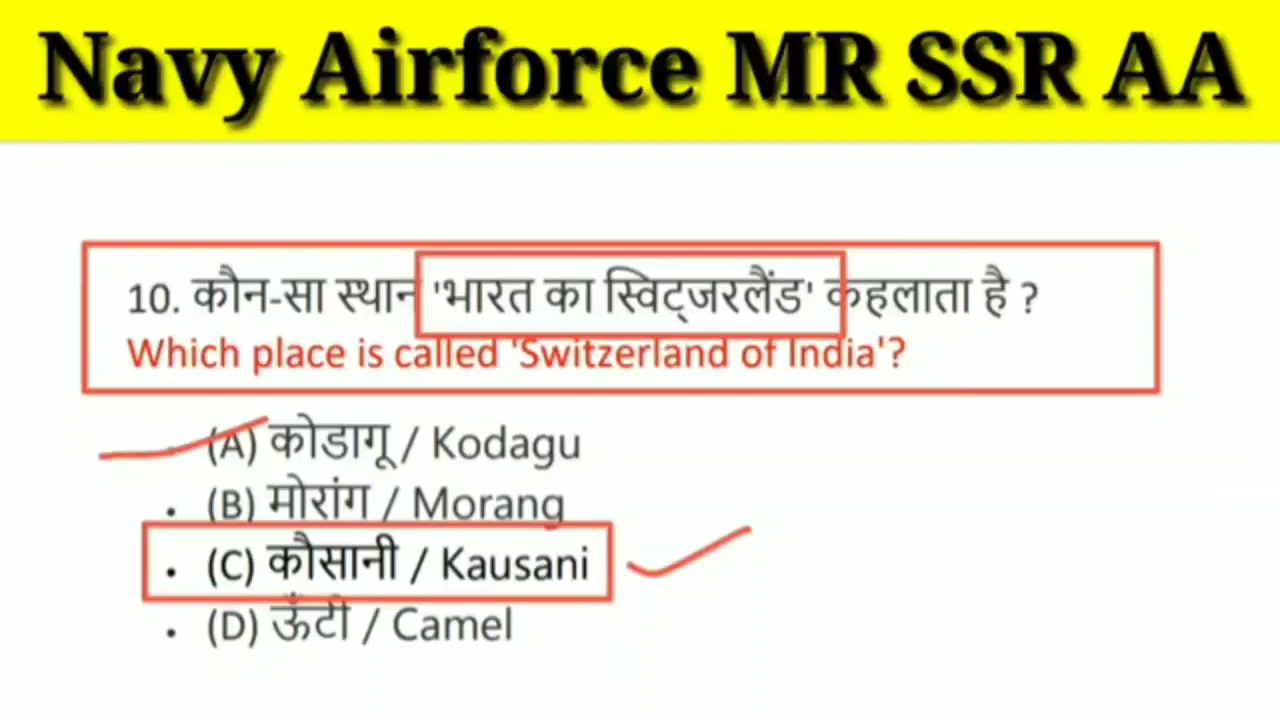 Navy Airforce MR SSR AA
10. कौन-सा स्थान 'भारत का स्विट्जरलैंड' कहलाता है ?
Which place is called 'Switzerland of India'?
(A) कोडागू / Kodagu
• (B) मोरांग / Morang
• (C) कौसानी / Kausani
• (D) ऊँटी / Camel